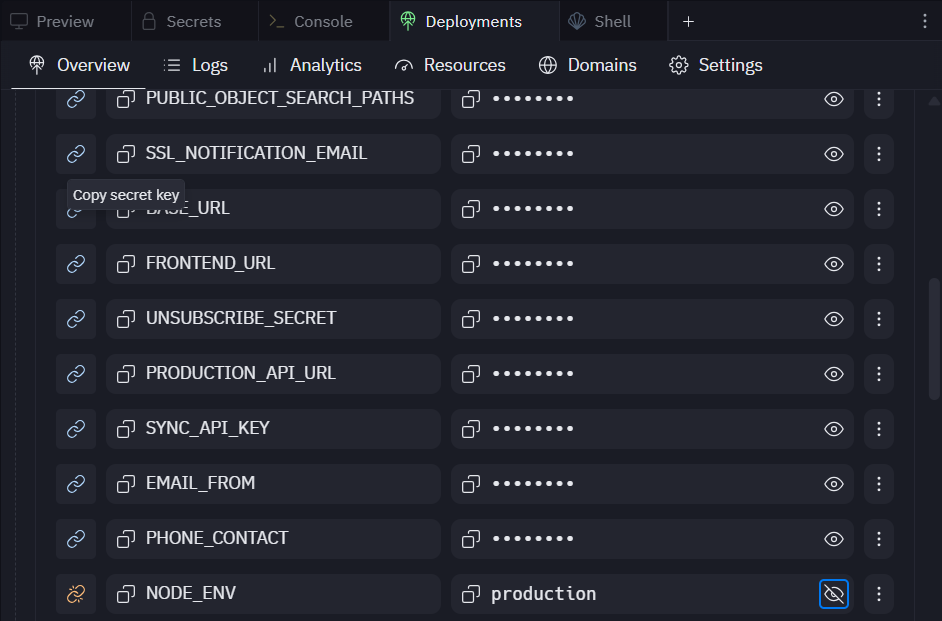 Preview Secrets Console Deployments Shell
Overview Logs Analytics Resources Domains Settings
PUBLIC_OBJECT_SEARCH_PATHS ••••••••
SSL_NOTIFICATION_EMAIL ••••••••
Copy secret key
BASE_URL ••••••••
FRONTEND_URL ••••••••
UNSUBSCRIBE_SECRET ••••••••
PRODUCTION_API_URL ••••••••
SYNC_API_KEY ••••••••
EMAIL_FROM ••••••••
PHONE_CONTACT ••••••••
NODE_ENV production